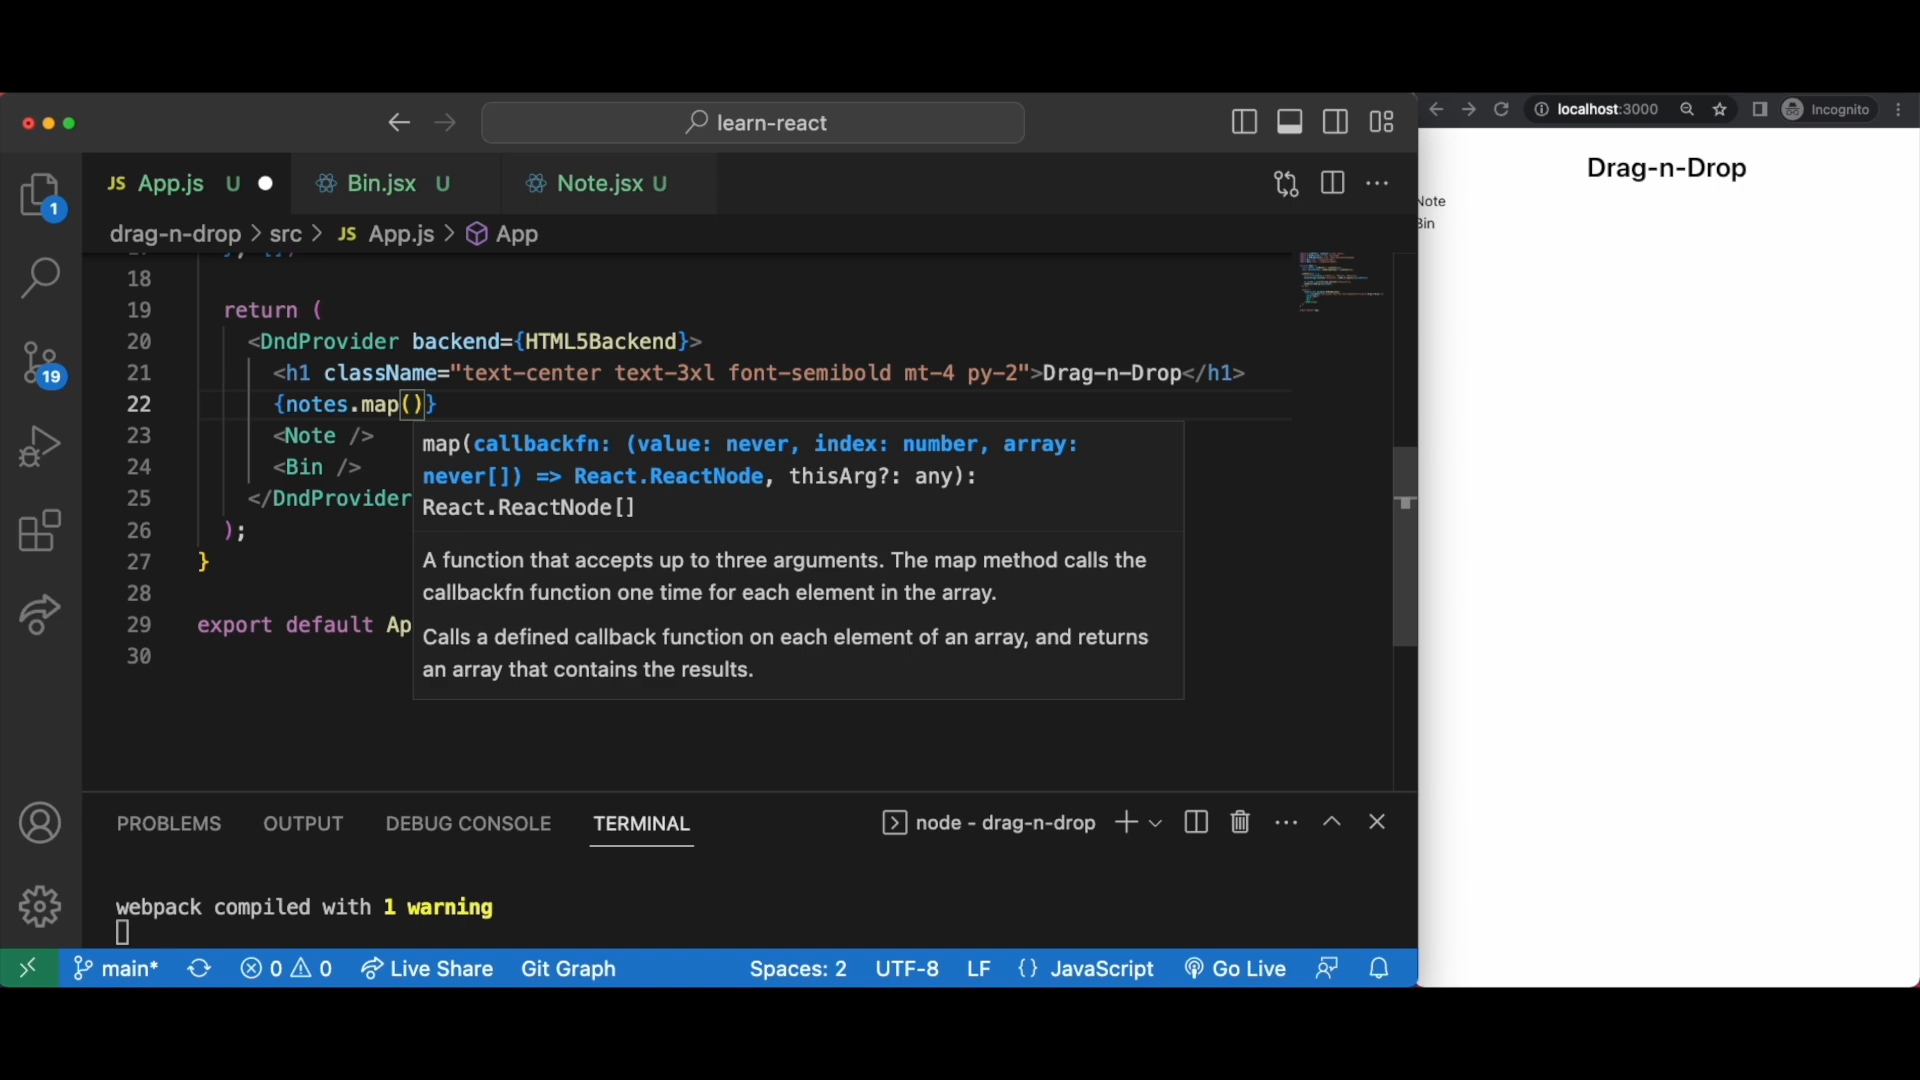 learn-react
JS App.js U
Bin.jsx U
Note.jsx U
drag-n-drop > src > JS App.js > App
18
19 return (
20 <DndProvider backend={HTML5Backend}>
21 <h1 className="text-center text-3xl font-semibold mt-4 py-2">Drag-n-Drop</h1>
22 {notes.map()}
23 <Note />
24 <Bin />
25 </DndProvider
26 );
27 }
28
29 export default Ap
30
map(callbackfn: (value: never, index: number, array:
never[]) => React.ReactNode, thisArg?: any):
React.ReactNode[]
A function that accepts up to three arguments. The map method calls the
callbackfn function one time for each element in the array.
Calls a defined callback function on each element of an array, and returns
an array that contains the results.
1
19
PROBLEMS OUTPUT DEBUG CONSOLE TERMINAL node - drag-n-drop
webpack compiled with 1 warning
main* 0 0 Live Share Git Graph Spaces: 2 UTF-8 LF {} JavaScript Go Live
localhost:3000 Incognito
Drag-n-Drop
Note
Bin